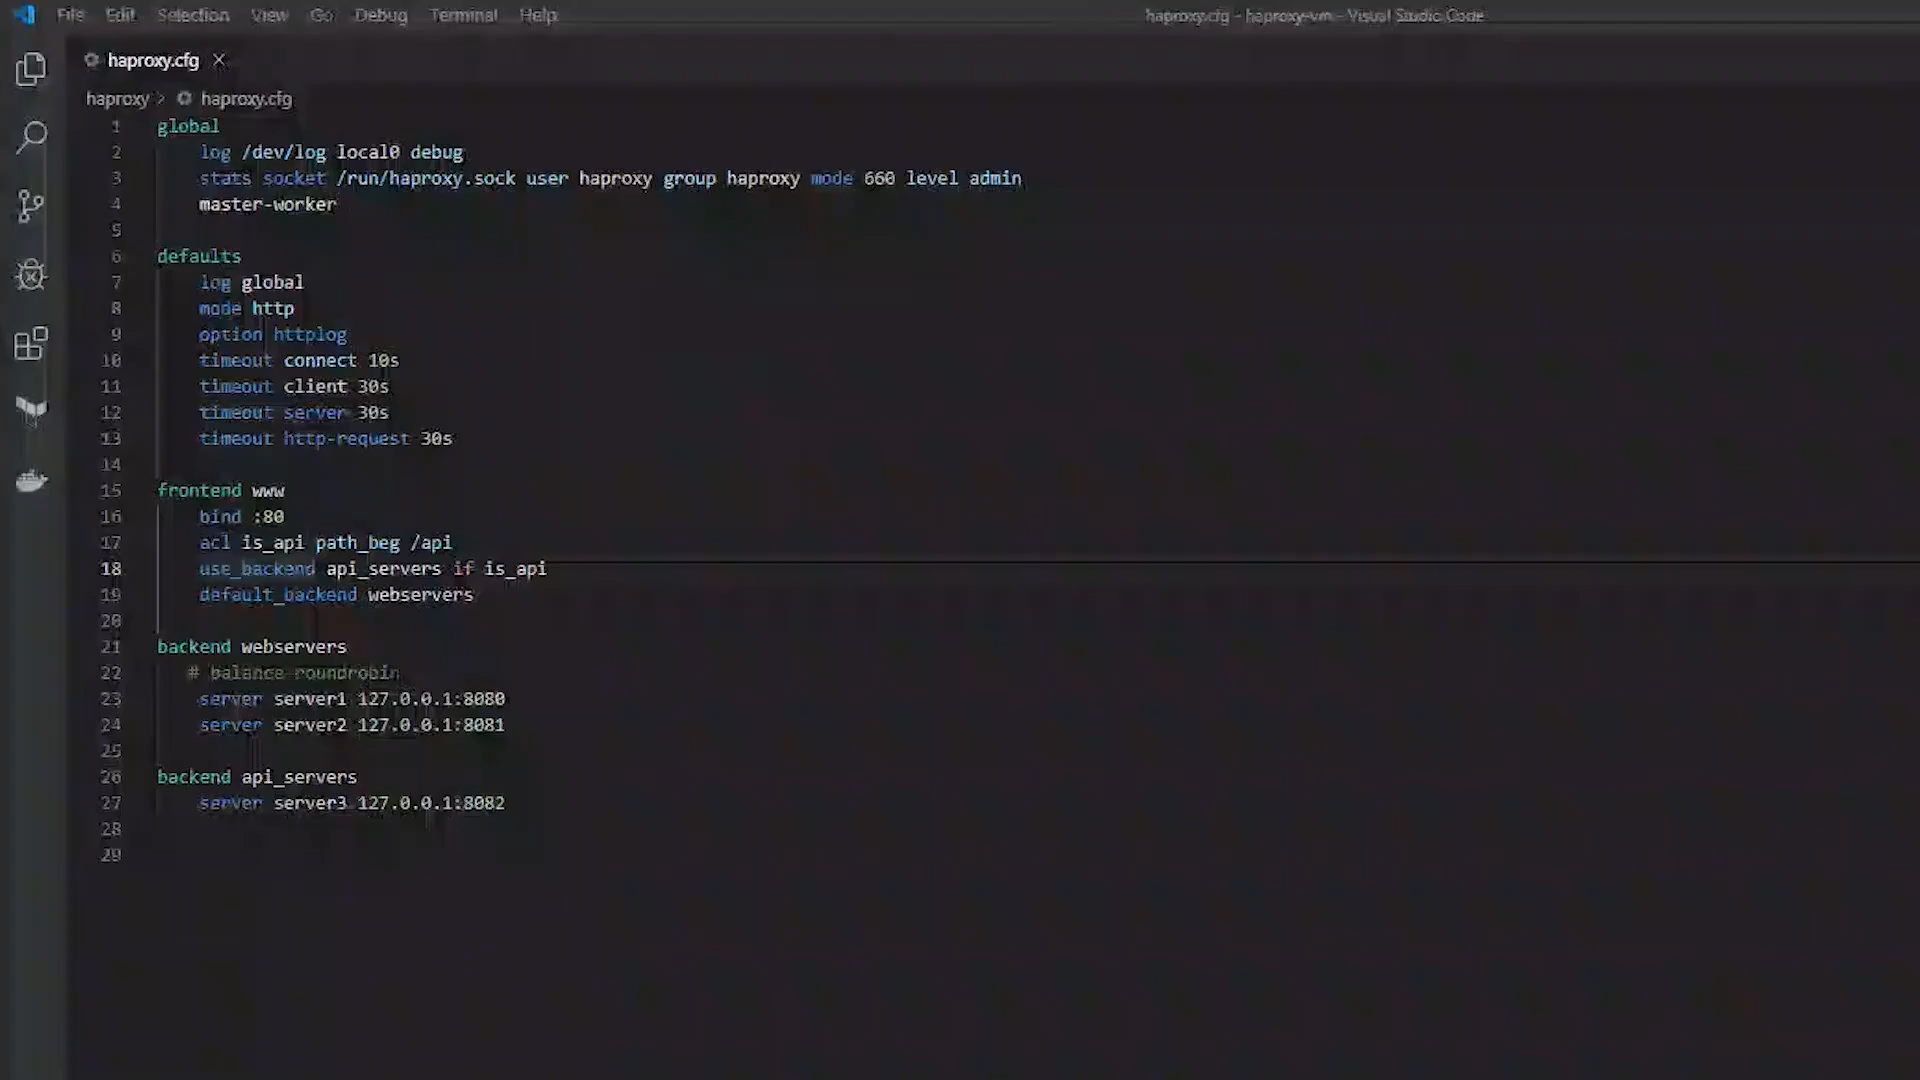 File Edit Selection View Go Debug Terminal Help
haproxy.cfg - haproxy-vm - Visual Studio Code
haproxy.cfg ×
haproxy > haproxy.cfg
1 global
2 log /dev/log local0 debug
3 stats socket /run/haproxy.sock user haproxy group haproxy mode 660 level admin
4 master-worker
5
6 defaults
7 log global
8 mode http
9 option httplog
10 timeout connect 10s
11 timeout client 30s
12 timeout server 30s
13 timeout http-request 30s
14
15 frontend www
16 bind :80
17 acl is_api path_beg /api
18 use_backend api_servers if is_api
19 default_backend webservers
20
21 backend webservers
22 # balance roundrobin
23 server server1 127.0.0.1:8080
24 server server2 127.0.0.1:8081
25
26 backend api_servers
27 server server3 127.0.0.1:8082
28
29